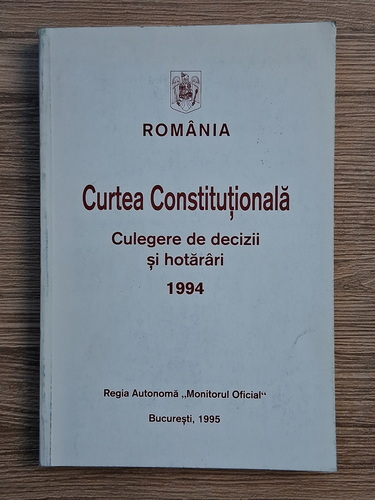 ROMÂNIA
Curtea Constituțională
Culegere de decizii
și hotărâri
1994
Regia Autonomă „Monitorul Oficial“
București, 1995